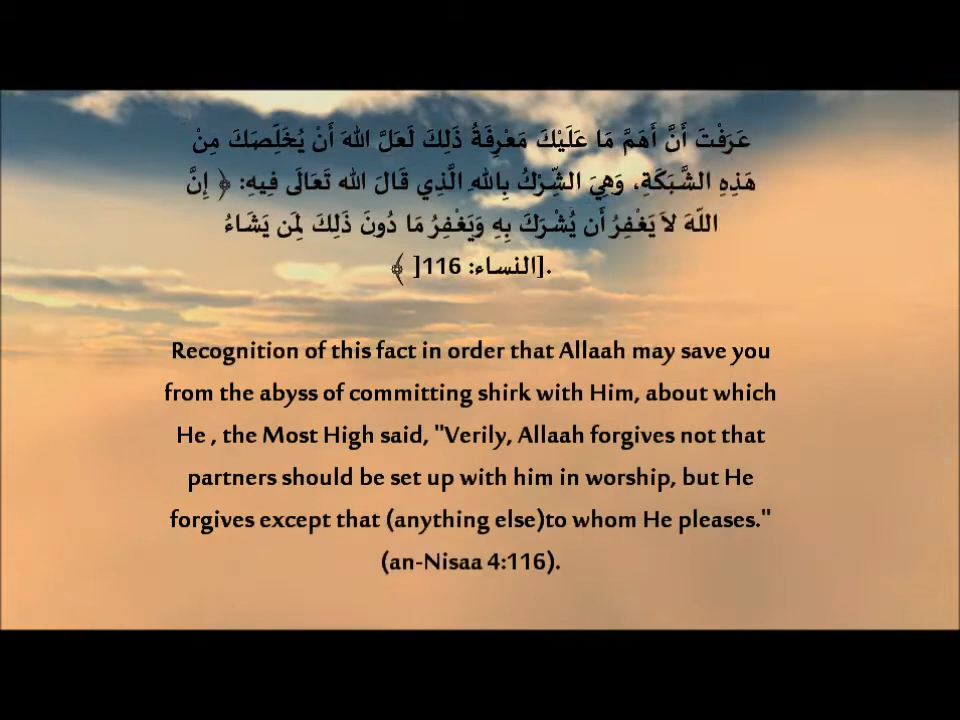 عَرَفْتَ أَنَّ أَهَمَّ مَا عَلَيْكَ مَعْرِفَةُ ذَلِكَ لَعَلَّ اللهَ أَنْ يُخَلِّصَكَ مِنْ
هَذِهِ الشَّبَكَةِ، وَهِيَ الشِّرْكُ بِاللهِ الَّذِي قَالَ الله تَعَالَى فِيهِ: ﴿ إِنَّ
اللّهَ لاَ يَغْفِرُ أَن يُشْرَكَ بِهِ وَيَغْفِرُ مَا دُونَ ذَلِكَ لِمَن يَشَاءُ
﴾ ]النساء: 116[.
Recognition of this fact in order that Allaah may save you
from the abyss of committing shirk with Him, about which
He , the Most High said, "Verily, Allaah forgives not that
partners should be set up with him in worship, but He
forgives except that (anything else)to whom He pleases."
(an-Nisaa 4:116).